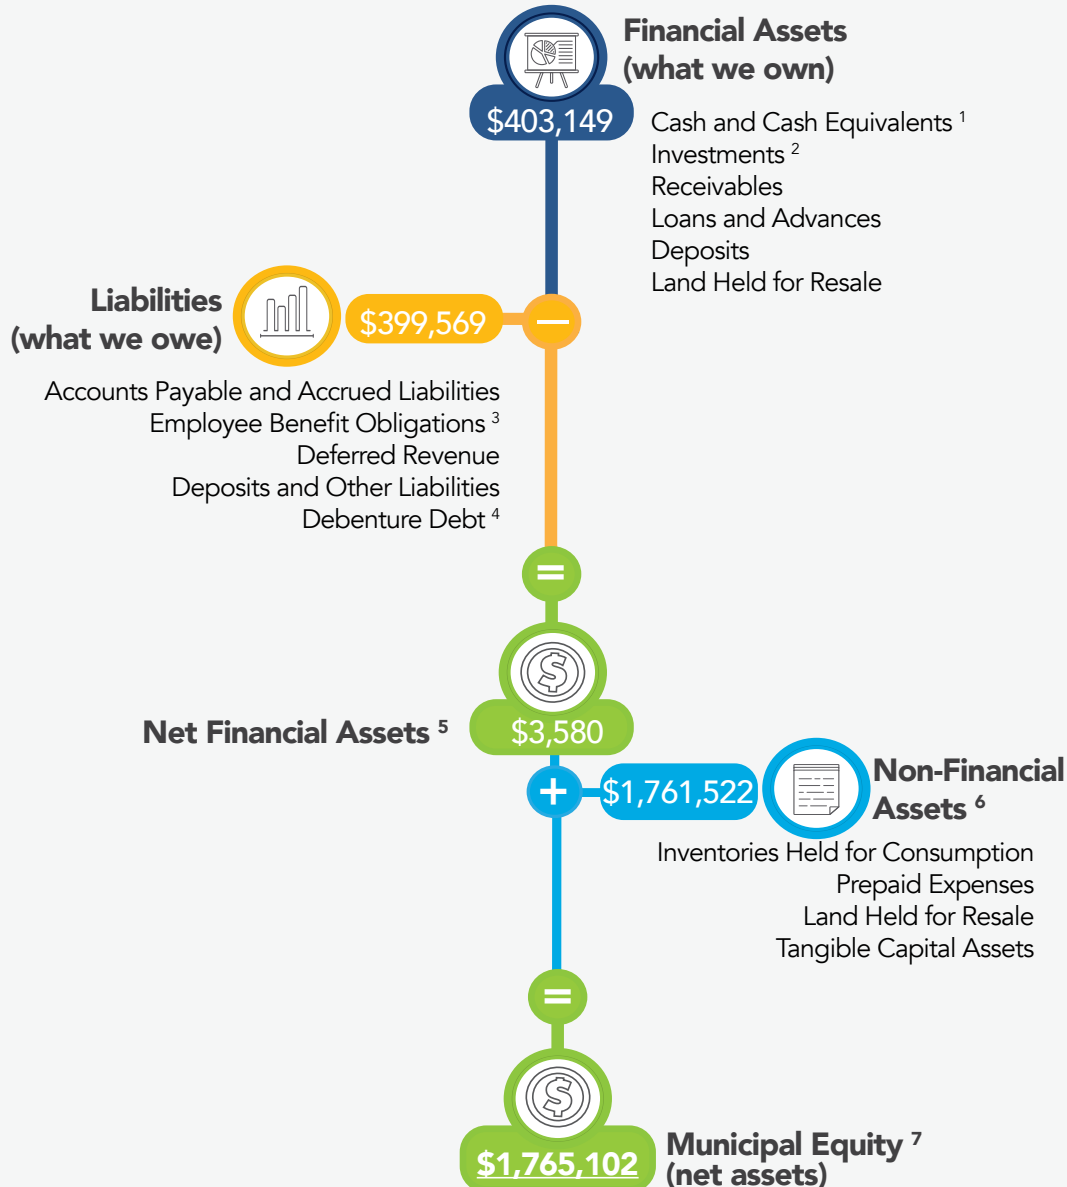 Financial Assets
(what we own)
$403,149
Cash and Cash Equivalents 1
Investments 2
Receivables
Loans and Advances
Deposits
Land Held for Resale
Liabilities
(what we owe)
$399,569
−
Accounts Payable and Accrued Liabilities
Employee Benefit Obligations 3
Deferred Revenue
Deposits and Other Liabilities
Debenture Debt 4
=
$
Net Financial Assets 5
$3,580
+
$1,761,522
Non-Financial
Assets 6
Inventories Held for Consumption
Prepaid Expenses
Land Held for Resale
Tangible Capital Assets
=
$
$1,765,102
Municipal Equity 7
(net assets)